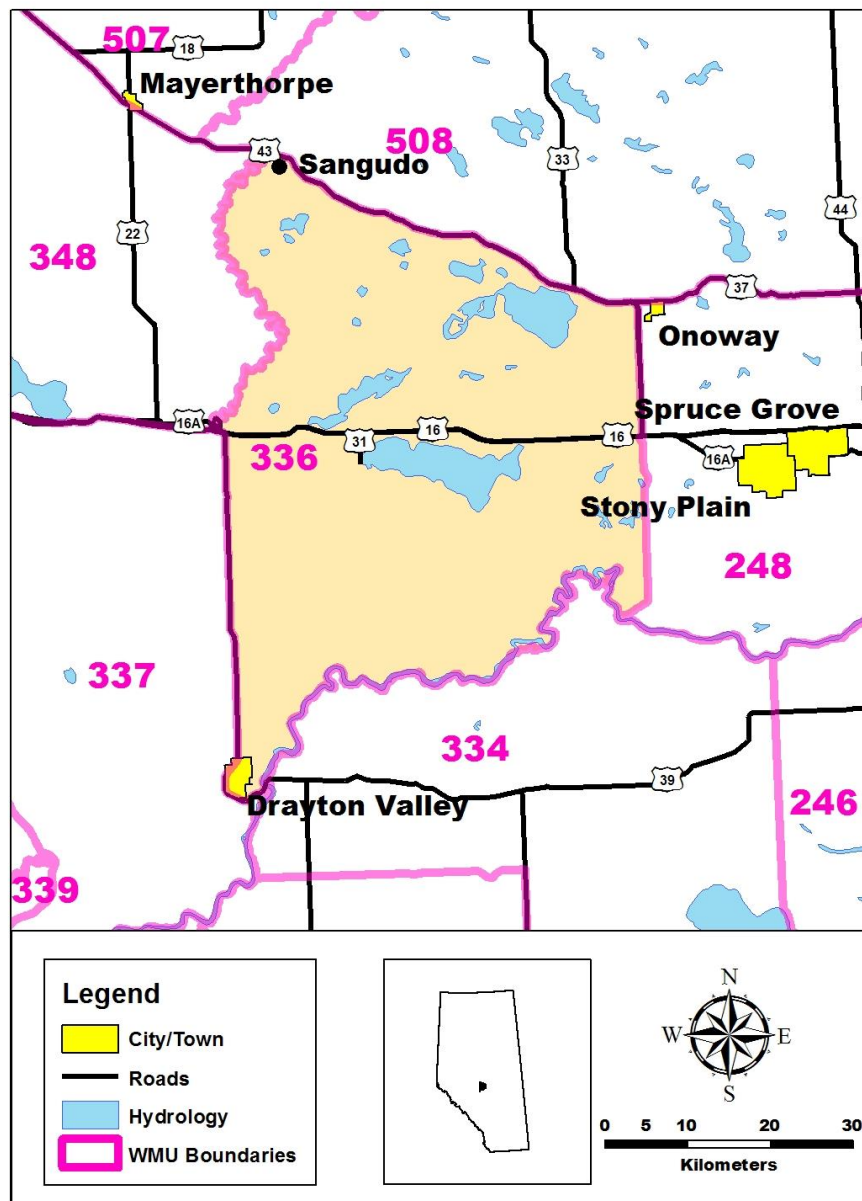 507
18
Mayerthorpe
508
43
Sangudo
33
44
22
348
37
Onoway
Spruce Grove
16A
16
31
16
336
16A
Stony Plain
248
337
334
39
Drayton Valley
246
339
Legend
City/Town
Roads
Hydrology
WMU Boundaries
N
W E
S
0 5 10 20 30
Kilometers